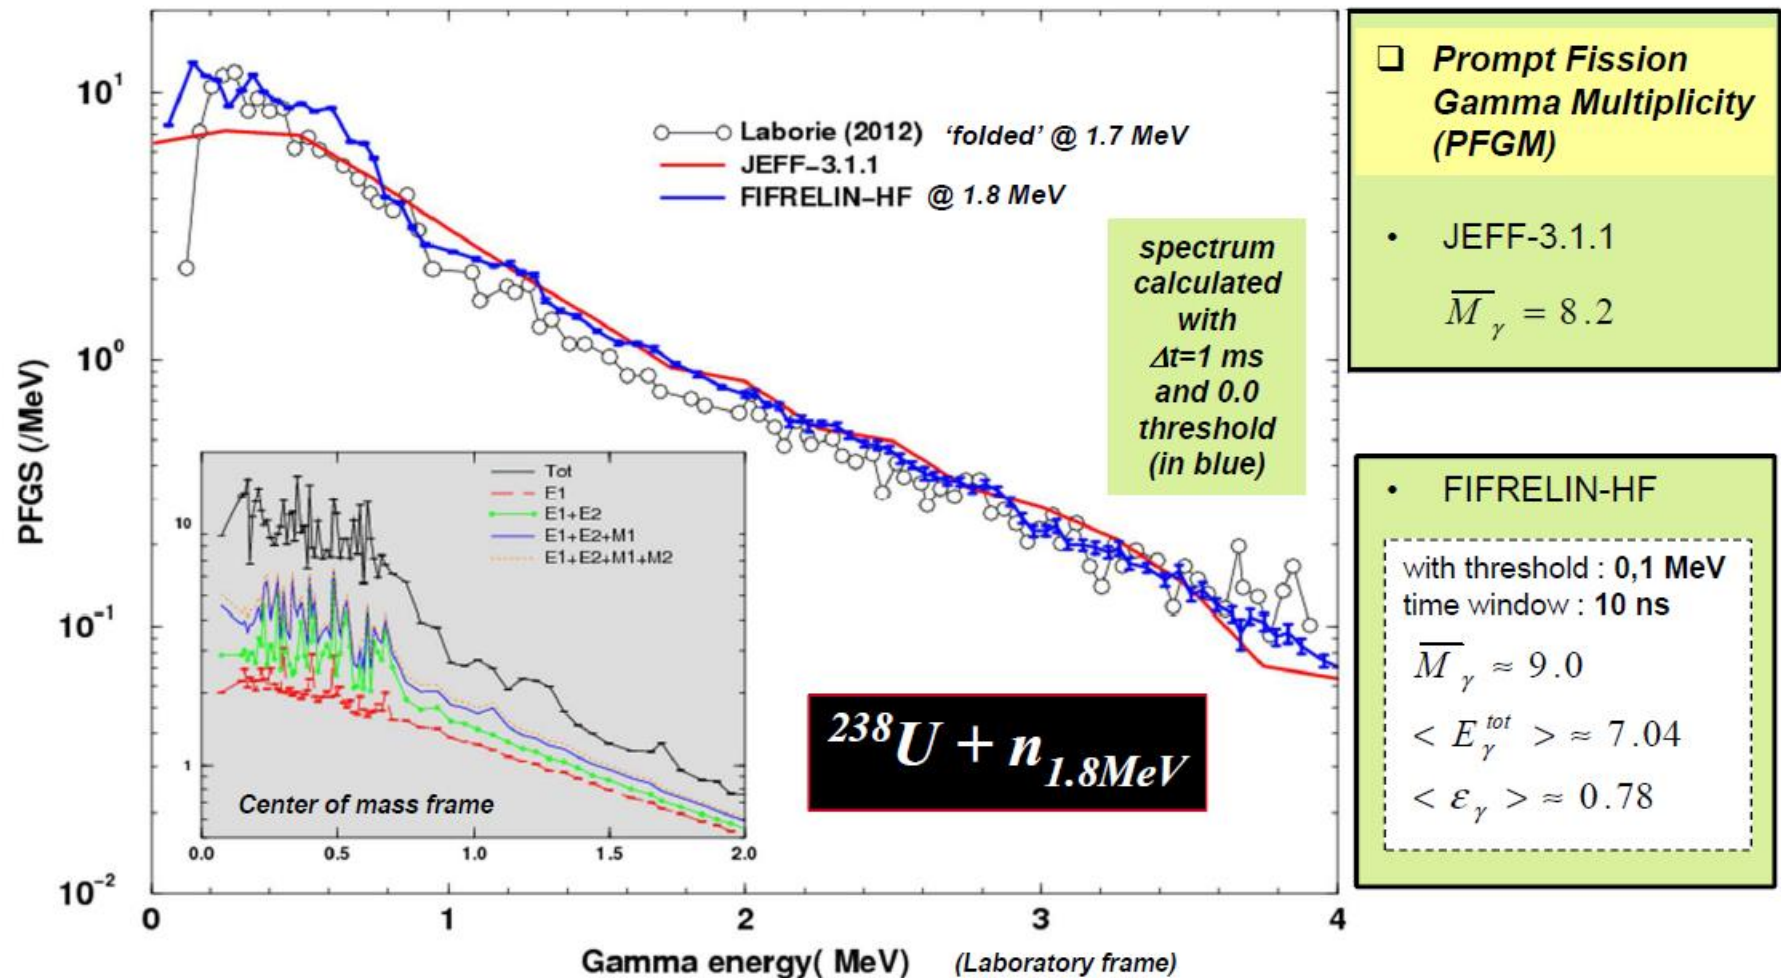 10¹
10⁰
10⁻¹
10⁻²
PFGS (/MeV)
Laborie (2012) 'folded' @ 1.7 MeV
JEFF-3.1.1
FIFRELIN-HF @ 1.8 MeV
spectrum
calculated
with
Δt=1 ms
and 0.0
threshold
(in blue)
Tot
E1
E1+E2
E1+E2+M1
E1+E2+M1+M2
10
1
Center of mass frame
0.0 0.5 1.0 1.5 2.0
²³⁸U + n₁.₈MeV
0 1 2 3 4
Gamma energy( MeV) (Laboratory frame)
❑ Prompt Fission
Gamma Multiplicity
(PFGM)
• JEFF-3.1.1
M̅_γ = 8.2
• FIFRELIN-HF
with threshold : 0,1 MeV
time window : 10 ns
M̅_γ ≈ 9.0
< E_γ^tot > ≈ 7.04
< ε_γ > ≈ 0.78